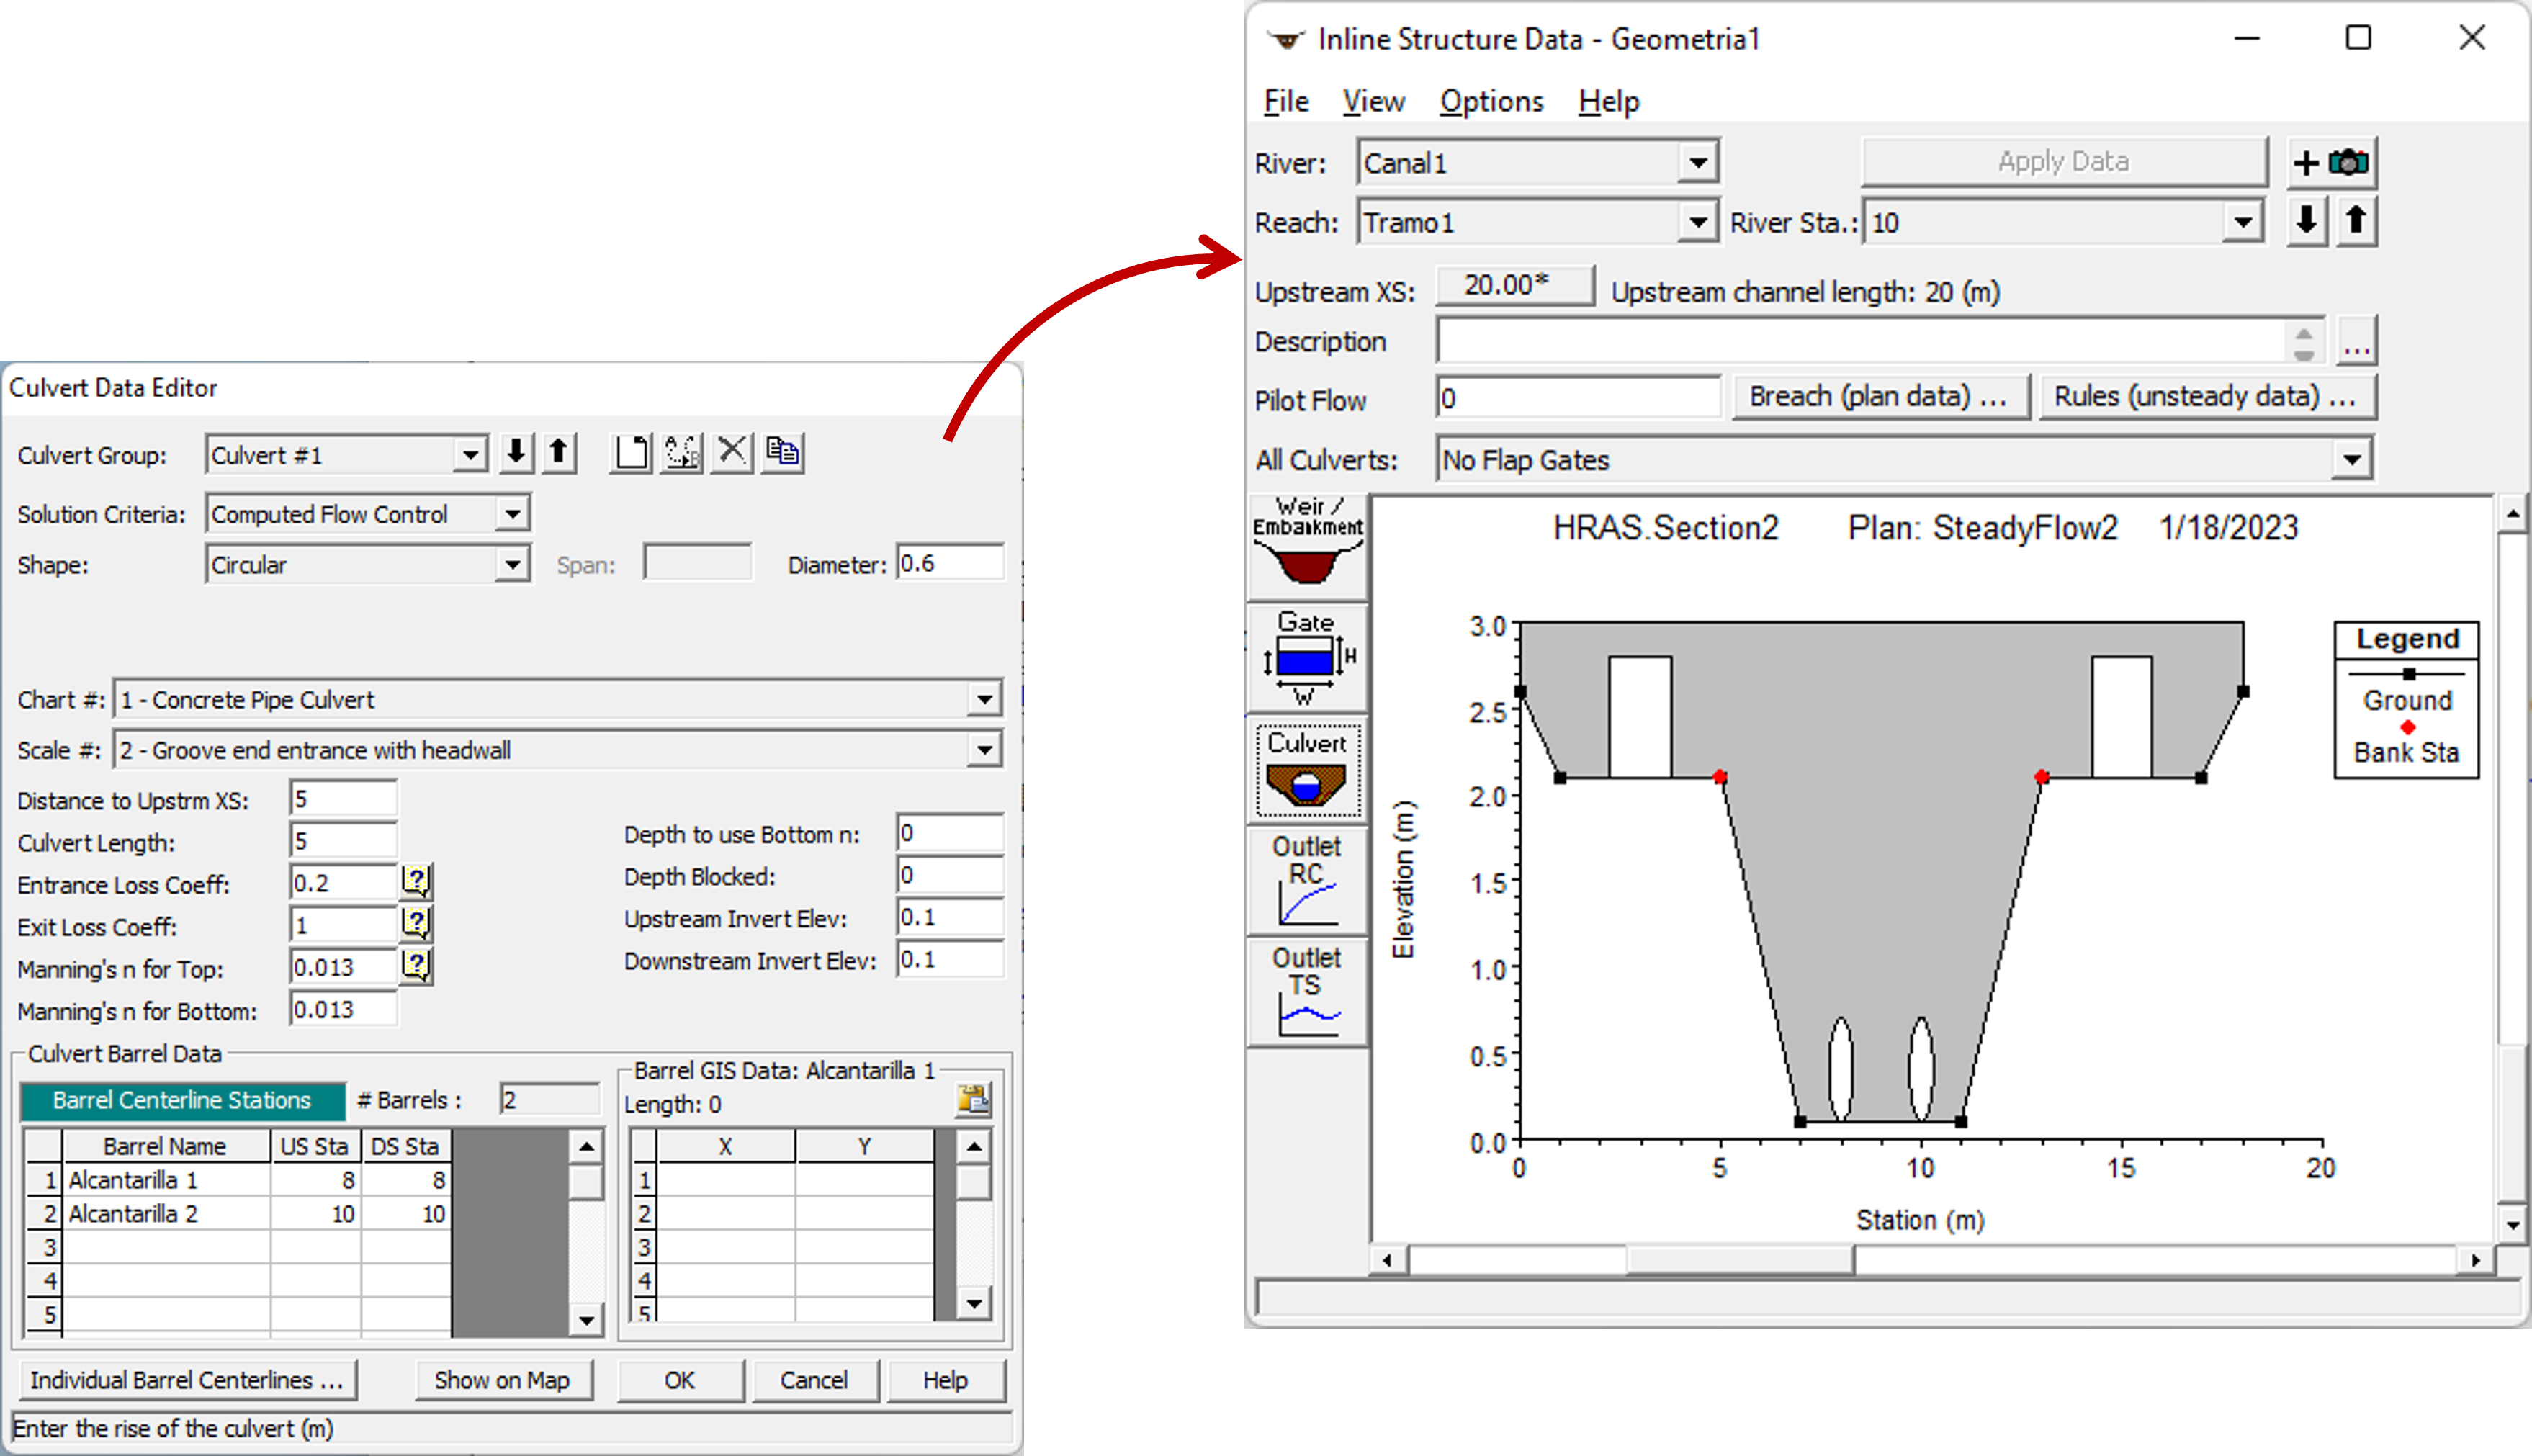 Culvert Data Editor
Culvert Group: Culvert #1
Solution Criteria: Computed Flow Control
Shape: Circular Span: Diameter: 0.6
Chart #: 1 - Concrete Pipe Culvert
Scale #: 2 - Groove end entrance with headwall
Distance to Upstrm XS: 5
Culvert Length: 5
Entrance Loss Coeff: 0.2 ?
Exit Loss Coeff: 1 ?
Manning's n for Top: 0.013 ?
Manning's n for Bottom: 0.013
Depth to use Bottom n: 0
Depth Blocked: 0
Upstream Invert Elev: 0.1
Downstream Invert Elev: 0.1
Culvert Barrel Data
Barrel Centerline Stations # Barrels : 2
Barrel Name US Sta DS Sta
1 Alcantarilla 1 8 8
2 Alcantarilla 2 10 10
3
4
5
Barrel GIS Data: Alcantarilla 1
Length: 0
X Y
1
2
3
4
5
Individual Barrel Centerlines ... Show on Map OK Cancel Help
Enter the rise of the culvert (m)
Inline Structure Data - Geometria1
File View Options Help
River: Canal1 Apply Data
Reach: Tramo1 River Sta.: 10
Upstream XS: 20.00* Upstream channel length: 20 (m)
Description ...
Pilot Flow 0 Breach (plan data) ... Rules (unsteady data) ...
All Culverts: No Flap Gates
Weir /
Embankment
Gate
H
W
Culvert
Outlet
RC
Outlet
TS
HRAS.Section2 Plan: SteadyFlow2 1/18/2023
3.0
2.5
2.0
1.5
1.0
0.5
0.0
Elevation (m)
0 5 10 15 20
Station (m)
Legend
Ground
Bank Sta